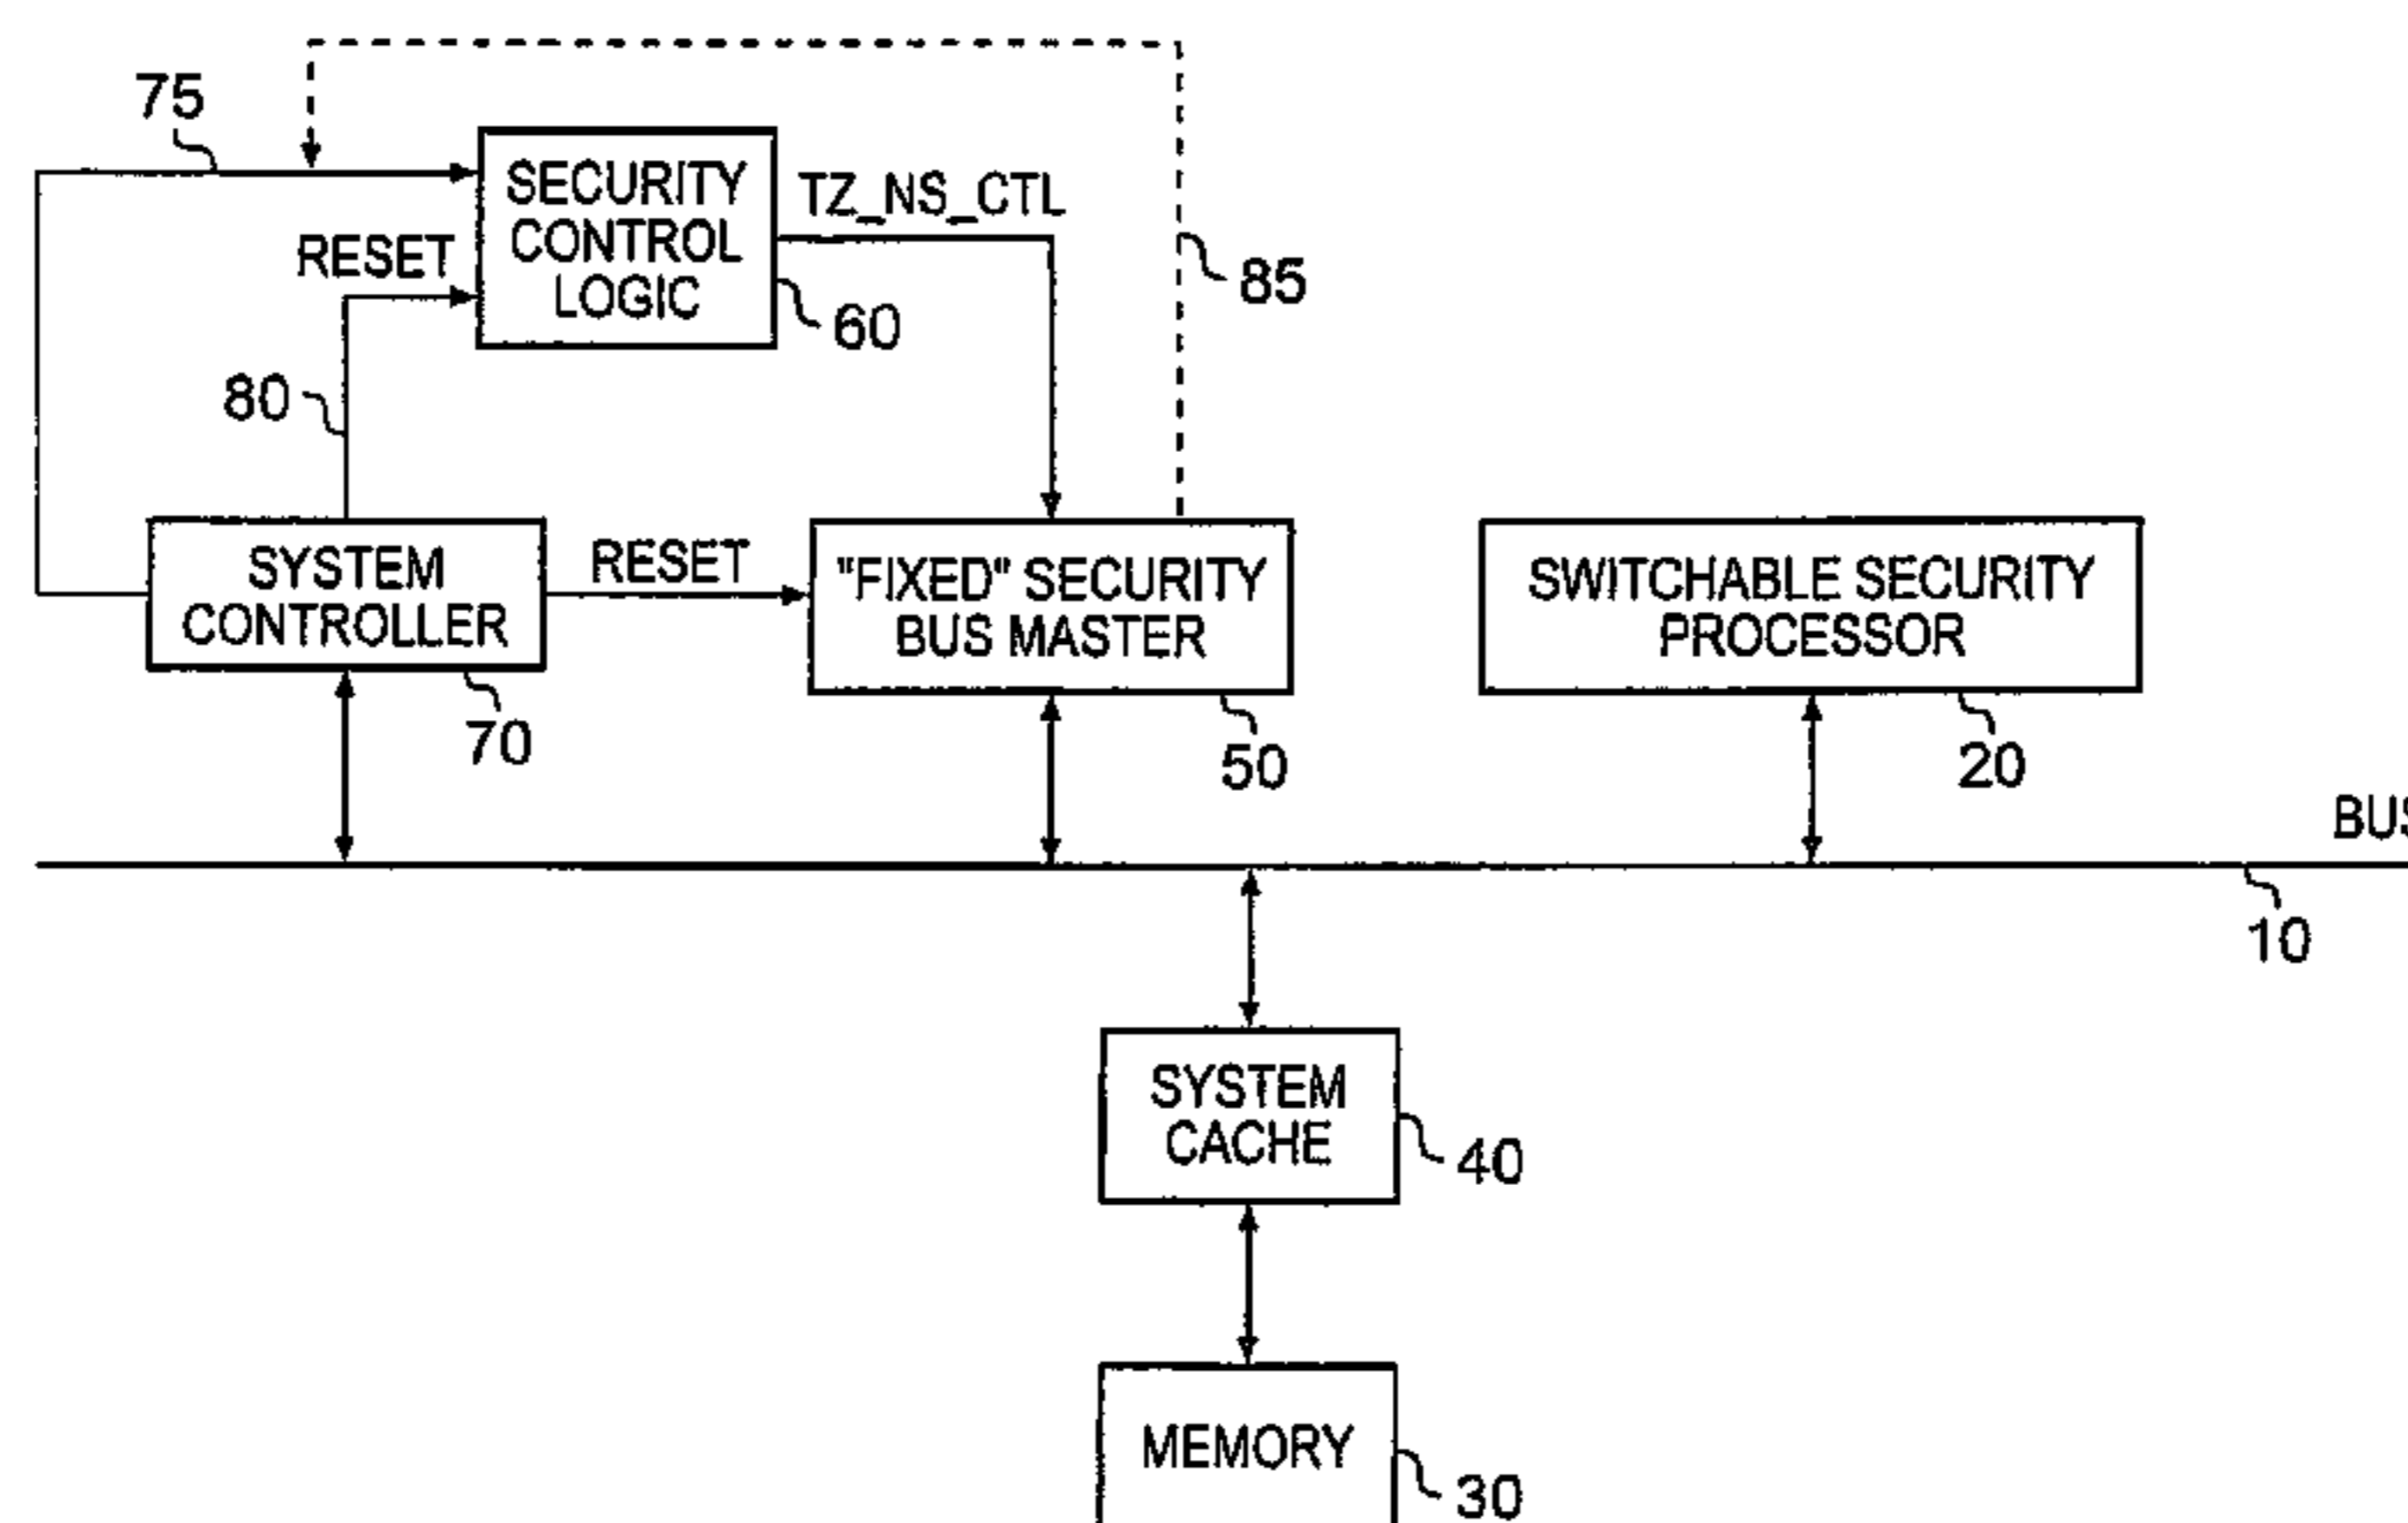 75
SECURITY
CONTROL
LOGIC
TZ_NS_CTL
RESET
85
60
80
SYSTEM
CONTROLLER
RESET
"FIXED" SECURITY
BUS MASTER
SWITCHABLE SECURITY
PROCESSOR
70
50
20
BUS
10
SYSTEM
CACHE
40
MEMORY
30